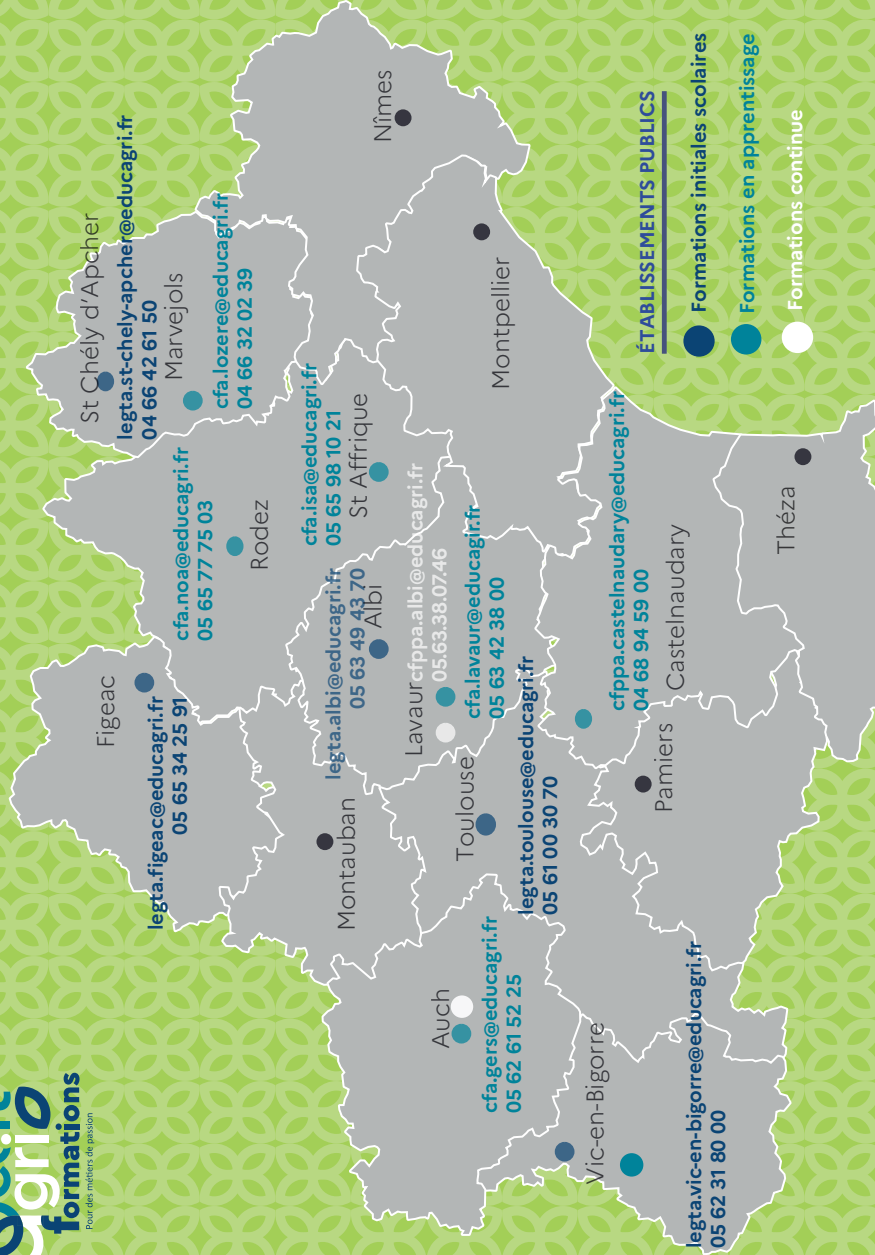 agri
formations
Pour des métiers de passion
St Chély d'Apcher
legta.st-chely-apcher@educagri.fr
04 66 42 61 50
Marvejols
cfa.lozere@educagri.fr
04 66 32 02 39
Nîmes
Figeac
legta.figeac@educagri.fr
05 65 34 25 91
cfa.noa@educagri.fr
05 65 77 75 03
Rodez
cfa.isa@educagri.fr
05 65 98 10 21
St Affrique
Montauban
legta.albi@educagri.fr
05 63 49 43 70
Albi
Lavaur
cfppa.albi@educagri.fr
05.63.38.07.46
cfa.lavaur@educagir.fr
05 63 42 38 00
Montpellier
Auch
cfa.gers@educagri.fr
05 62 61 52 25
Toulouse
legta.toulouse@educagri.fr
05 61 00 30 70
Vic-en-Bigorre
legta.vic-en-bigorre@educagri.fr
05 62 31 80 00
Pamiers
cfppa.castelnaudary@educagri.fr
04 68 94 59 00
Castelnaudary
Théza
ÉTABLISSEMENTS PUBLICS
Formations initiales scolaires
Formations en apprentissage
Formations continue